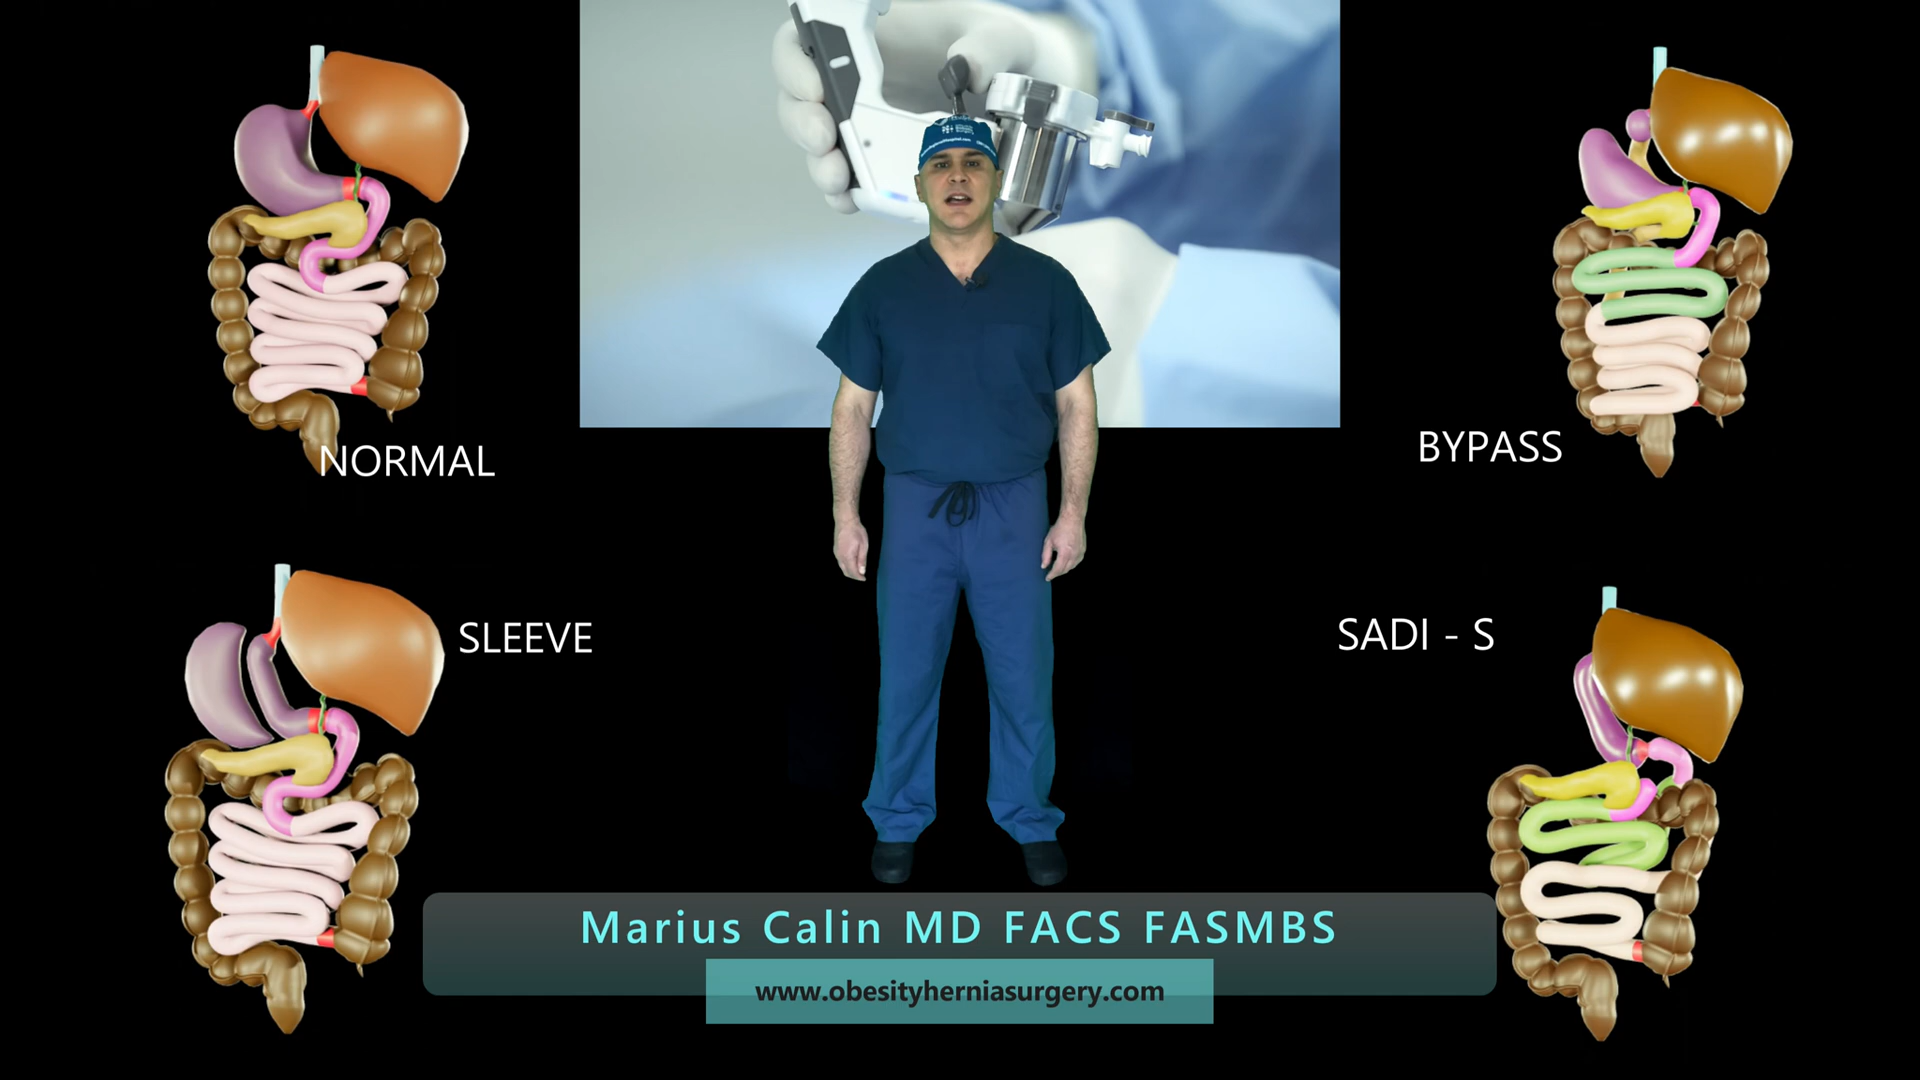 NORMAL
BYPASS
SLEEVE
SADI - S
Marius Calin MD FACS FASMBS
www.obesityherniasurgery.com